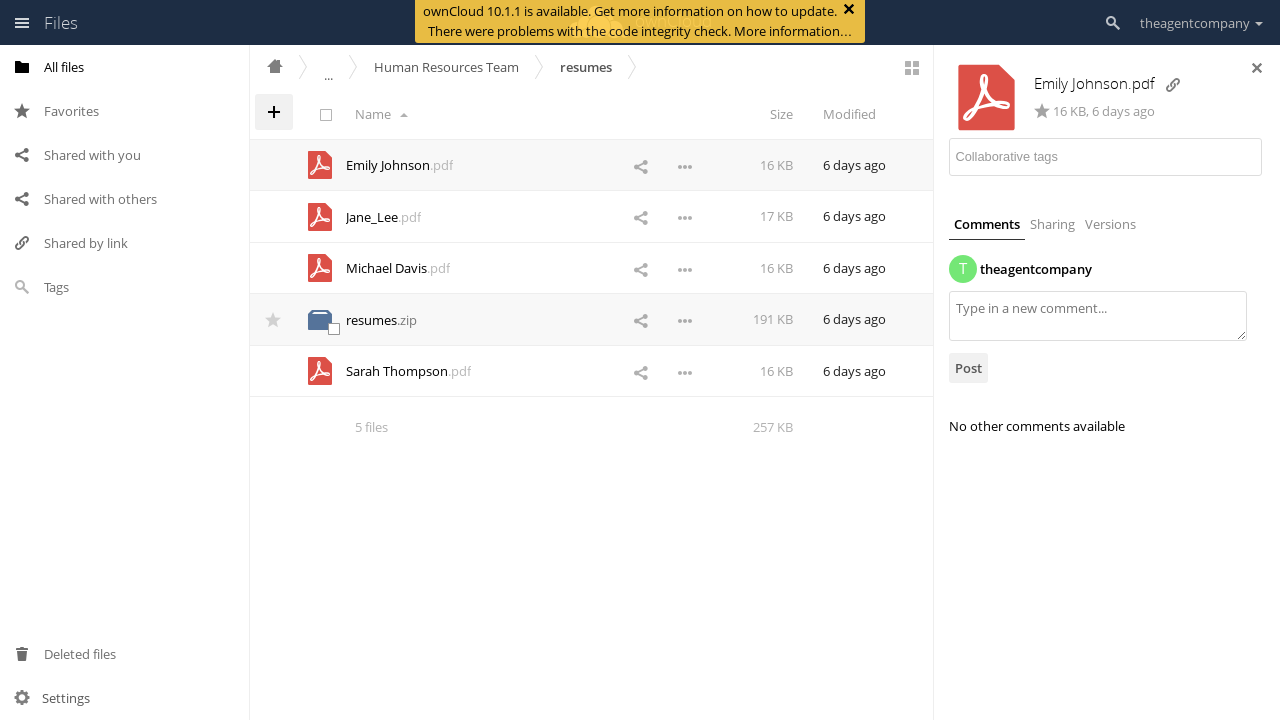 Files
ownCloud 10.1.1 is available. Get more information on how to update.
There were problems with the code integrity check. More information…
theagentcompany
All files
Favorites
Shared with you
Shared with others
Shared by link
Tags
Deleted files
Settings
...
Human Resources Team
resumes
Name
Size
Modified
Emily Johnson.pdf
16 KB
6 days ago
Jane_Lee.pdf
17 KB
6 days ago
Michael Davis.pdf
16 KB
6 days ago
resumes.zip
191 KB
6 days ago
Sarah Thompson.pdf
16 KB
6 days ago
5 files
257 KB
Emily Johnson.pdf
16 KB, 6 days ago
Collaborative tags
Comments
Sharing
Versions
T
theagentcompany
Type in a new comment...
Post
No other comments available